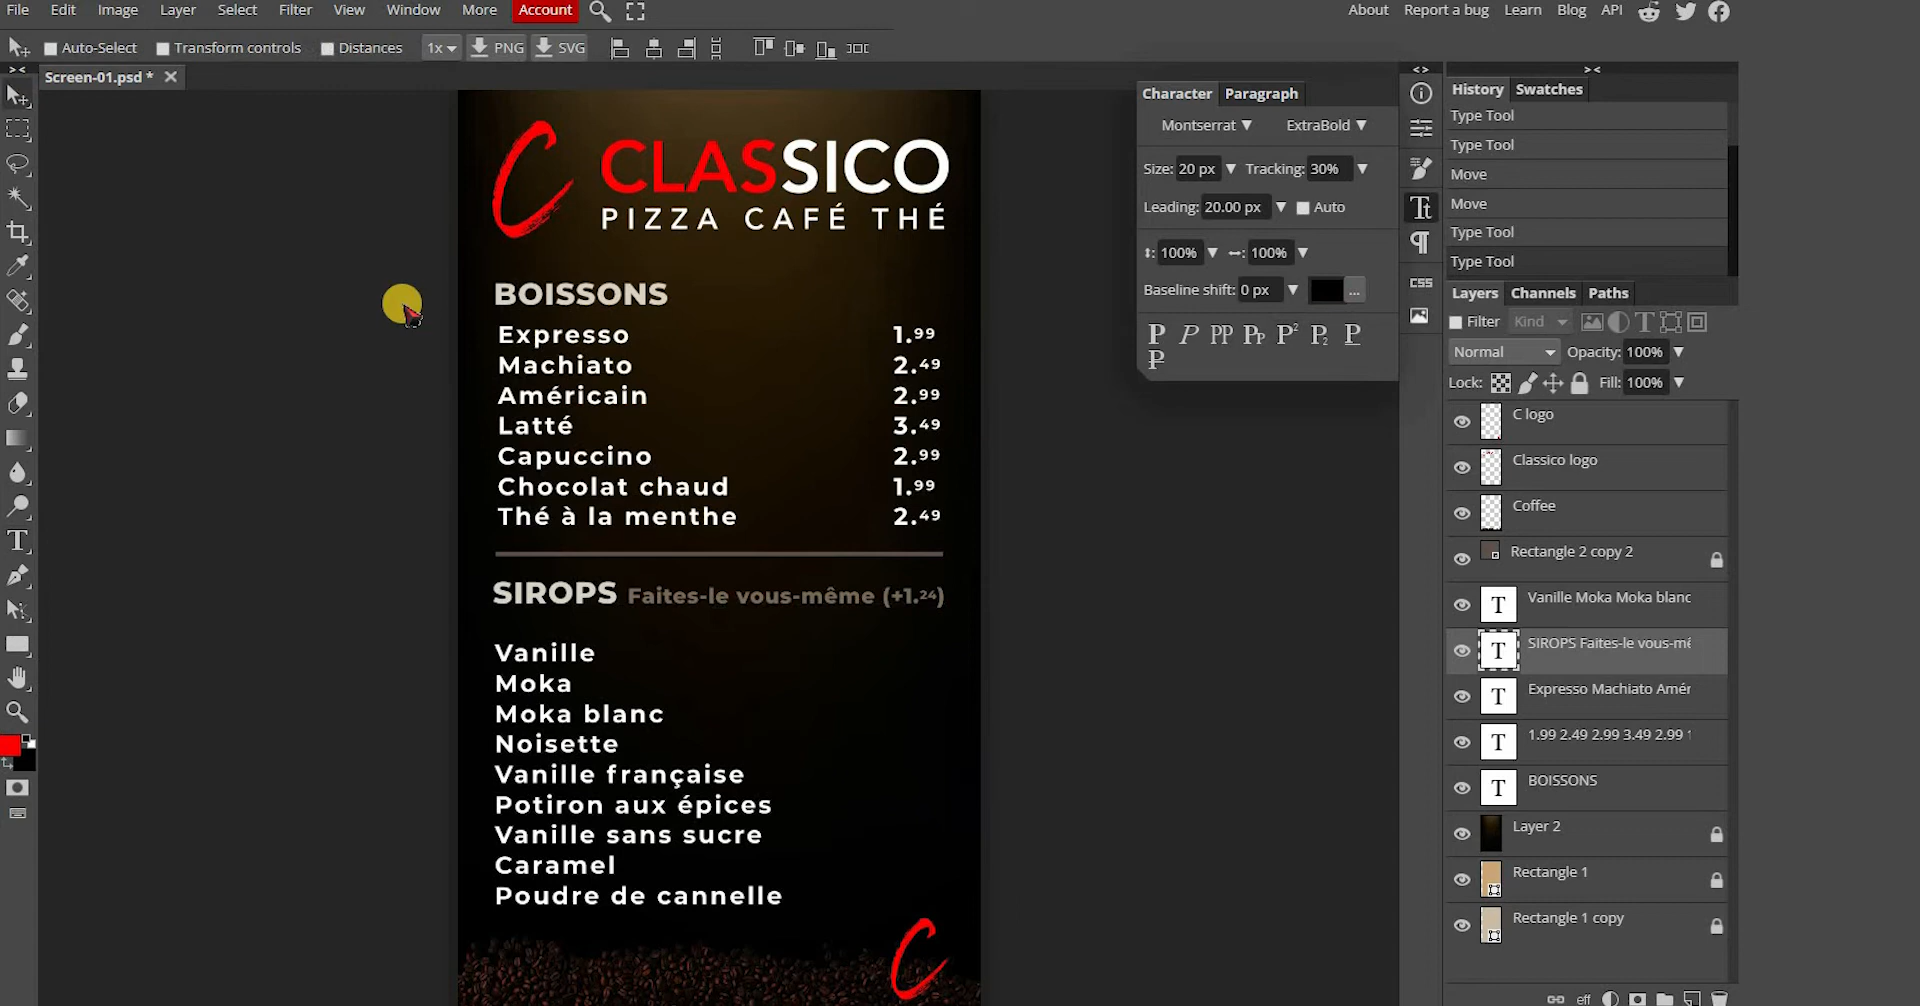 File Edit Image Layer Select Filter View Window More Account About Report a bug Learn Blog API
Auto-Select Transform controls Distances 1x PNG SVG
Screen-01.psd *
CLASSICO
PIZZA CAFÉ THÉ
BOISSONS
Expresso 1.99
Machiato 2.49
Américain 2.99
Latté 3.49
Capuccino 2.99
Chocolat chaud 1.99
Thé à la menthe 2.49
SIROPS Faites-le vous-même (+1.24)
Vanille
Moka
Moka blanc
Noisette
Vanille française
Potiron aux épices
Vanille sans sucre
Caramel
Poudre de cannelle
Character Paragraph
Montserrat ExtraBold
Size: 20 px Tracking: 30%
Leading: 20.00 px Auto
100% 100%
Baseline shift: 0 px ...
CSS
History Swatches
Type Tool
Type Tool
Move
Move
Type Tool
Type Tool
Layers Channels Paths
Filter Kind
Normal Opacity: 100%
Lock: Fill: 100%
C logo
Classico logo
Coffee
Rectangle 2 copy 2
Vanille Moka Moka blanc
SIROPS Faites-le vous-mê
Expresso Machiato Amér
1.99 2.49 2.99 3.49 2.99 1
BOISSONS
Layer 2
Rectangle 1
Rectangle 1 copy
eff